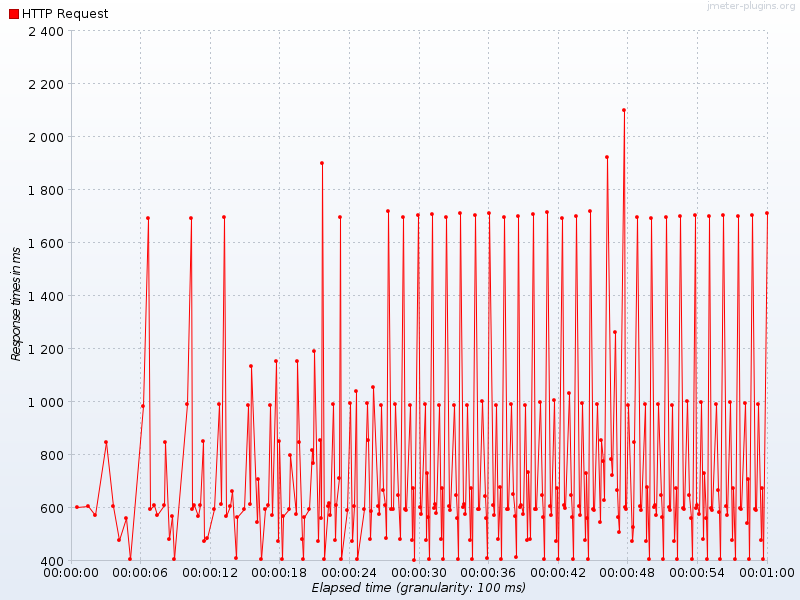 jmeter-plugins.org
HTTP Request
2 400
2 200
2 000
1 800
1 600
1 400
1 200
1 000
800
600
400
Response times in ms
00:00:00 00:00:06 00:00:12 00:00:18 00:00:24 00:00:30 00:00:36 00:00:42 00:00:48 00:00:54 00:01:00
Elapsed time (granularity: 100 ms)